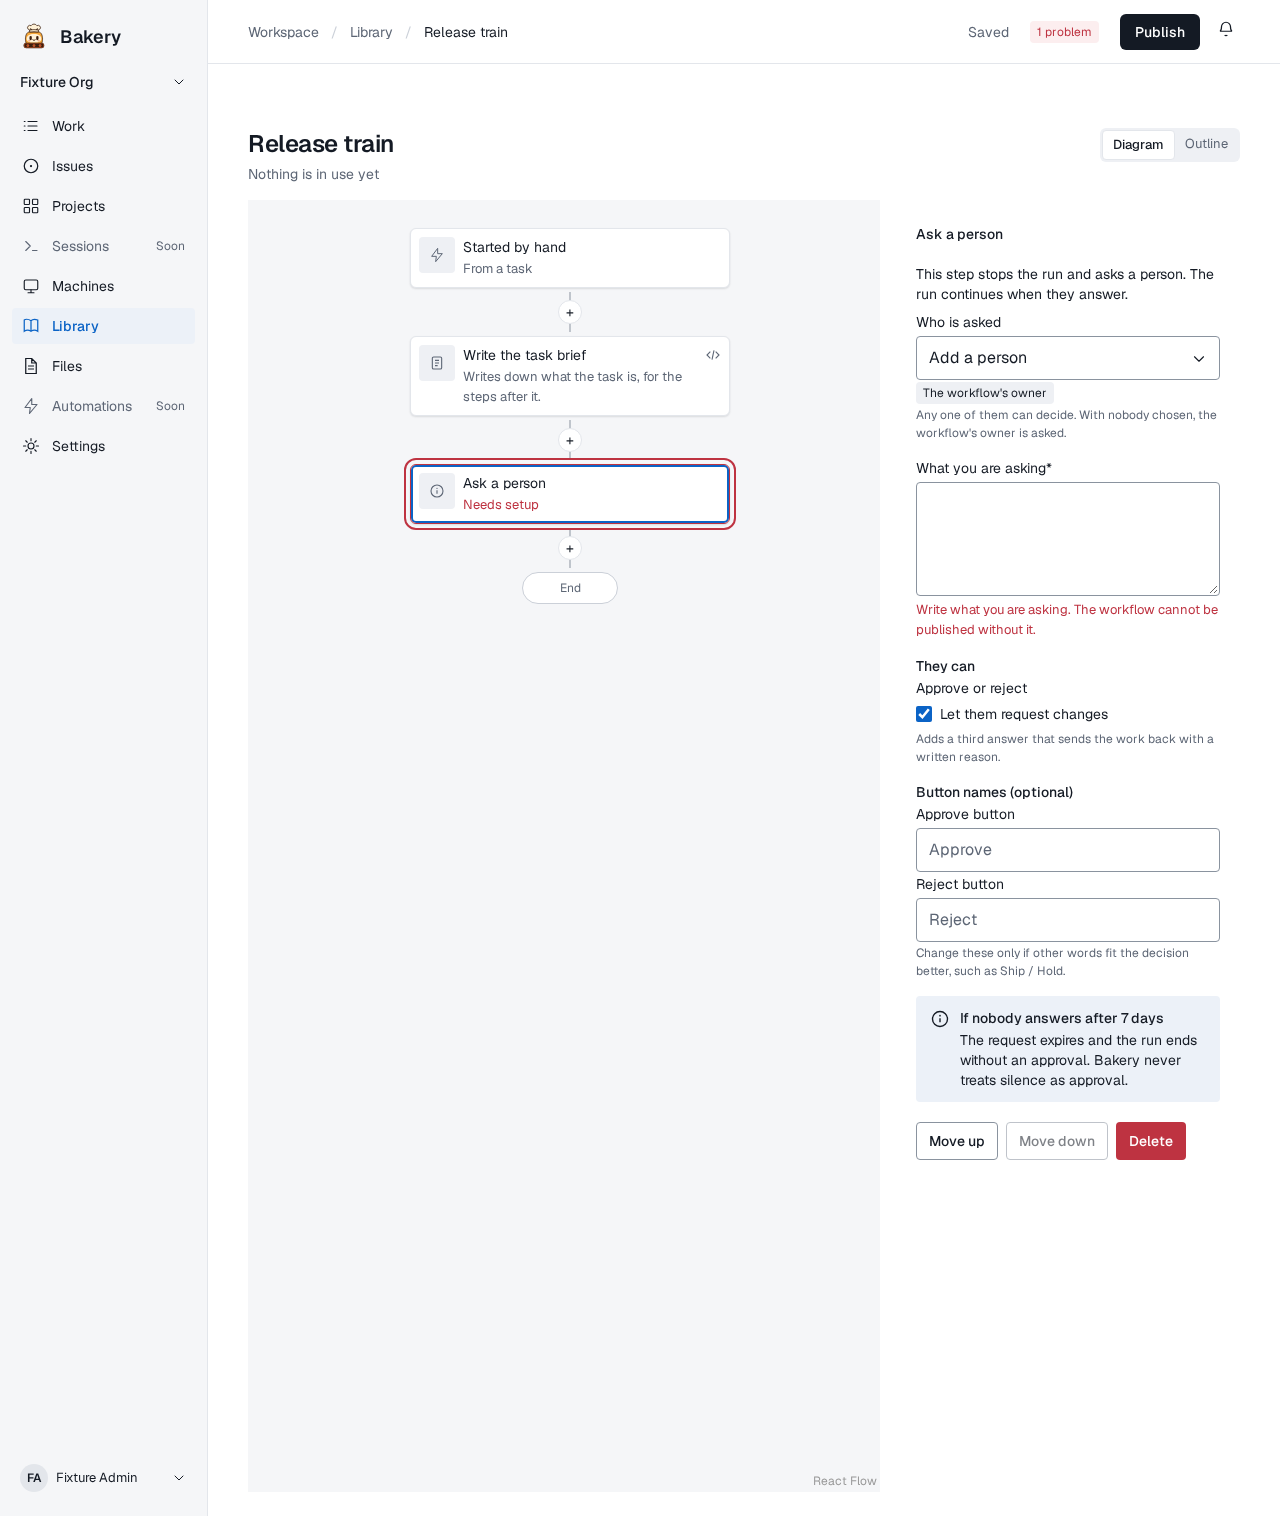 Bakery
Fixture Org
Work
Issues
Projects
Sessions Soon
Machines
Library
Files
Automations Soon
Settings
FA Fixture Admin
Workspace / Library / Release train
Saved 1 problem Publish
Release train
Nothing is in use yet
Diagram Outline
Started by hand
From a task
+
Write the task brief
Writes down what the task is, for the
steps after it.
+
Ask a person
Needs setup
+
End
React Flow
Ask a person
This step stops the run and asks a person. The
run continues when they answer.
Who is asked
Add a person
The workflow's owner
Any one of them can decide. With nobody chosen, the
workflow's owner is asked.
What you are asking*
Write what you are asking. The workflow cannot be
published without it.
They can
Approve or reject
Let them request changes
Adds a third answer that sends the work back with a
written reason.
Button names (optional)
Approve button
Approve
Reject button
Reject
Change these only if other words fit the decision
better, such as Ship / Hold.
If nobody answers after 7 days
The request expires and the run ends
without an approval. Bakery never
treats silence as approval.
Move up Move down Delete